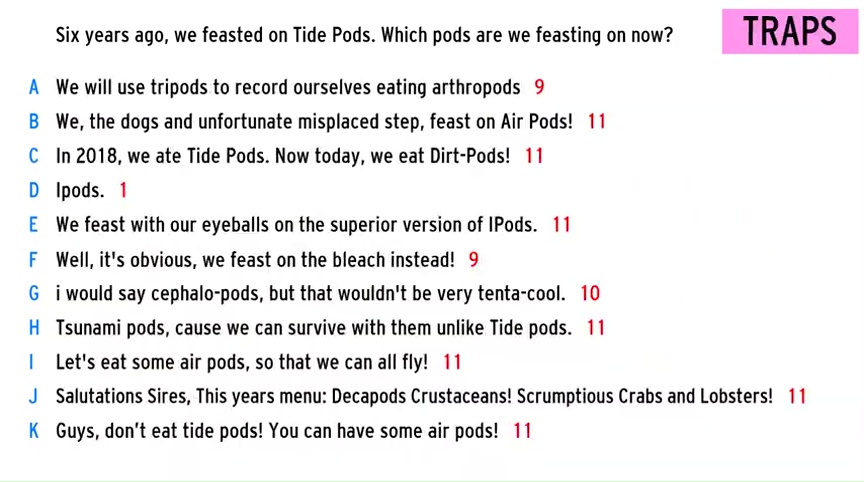 TRAPS
Six years ago, we feasted on Tide Pods. Which pods are we feasting on now?
A We will use tripods to record ourselves eating arthropods 9
B We, the dogs and unfortunate misplaced step, feast on Air Pods! 11
C In 2018, we ate Tide Pods. Now today, we eat Dirt-Pods! 11
D Ipods. 1
E We feast with our eyeballs on the superior version of IPods. 11
F Well, it's obvious, we feast on the bleach instead! 9
G i would say cephalo-pods, but that wouldn't be very tenta-cool. 10
H Tsunami pods, cause we can survive with them unlike Tide pods. 11
I Let's eat some air pods, so that we can all fly! 11
J Salutations Sires, This years menu: Decapods Crustaceans! Scrumptious Crabs and Lobsters! 11
K Guys, don’t eat tide pods! You can have some air pods! 11